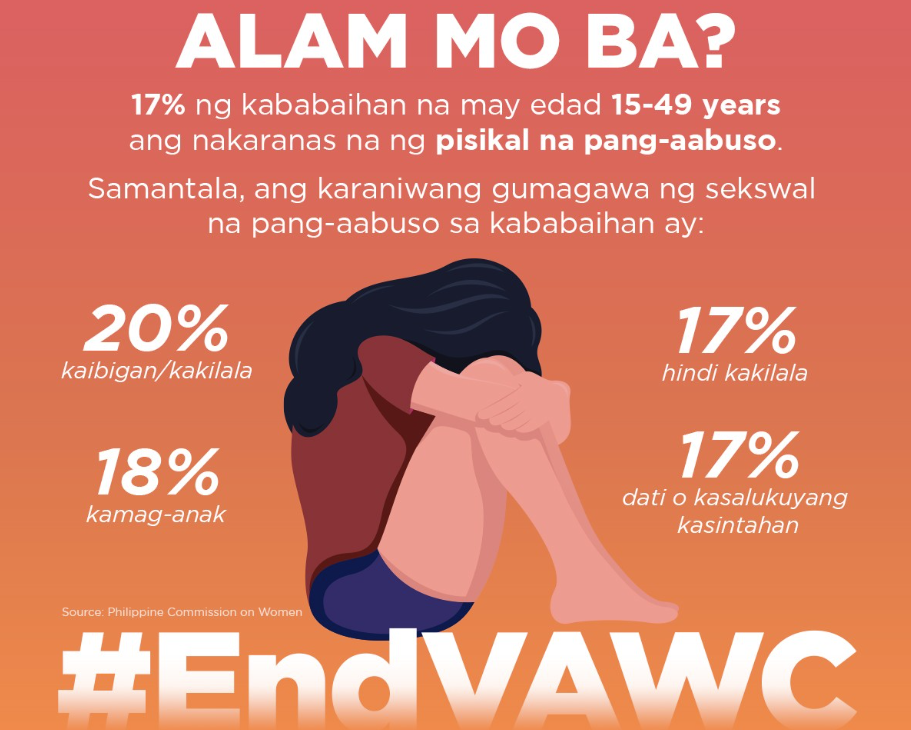 ALAM MO BA?
17% ng kababaihan na may edad 15-49 years
ang nakaranas na ng pisikal na pang-aabuso.
Samantala, ang karaniwang gumagawa ng sekswal
na pang-aabuso sa kababaihan ay:
20%
kaibigan/kakilala
18%
kamag-anak
17%
hindi kakilala
17%
dati o kasalukuyang
kasintahan
Source: Philippine Commission on Women
#EndVAWC